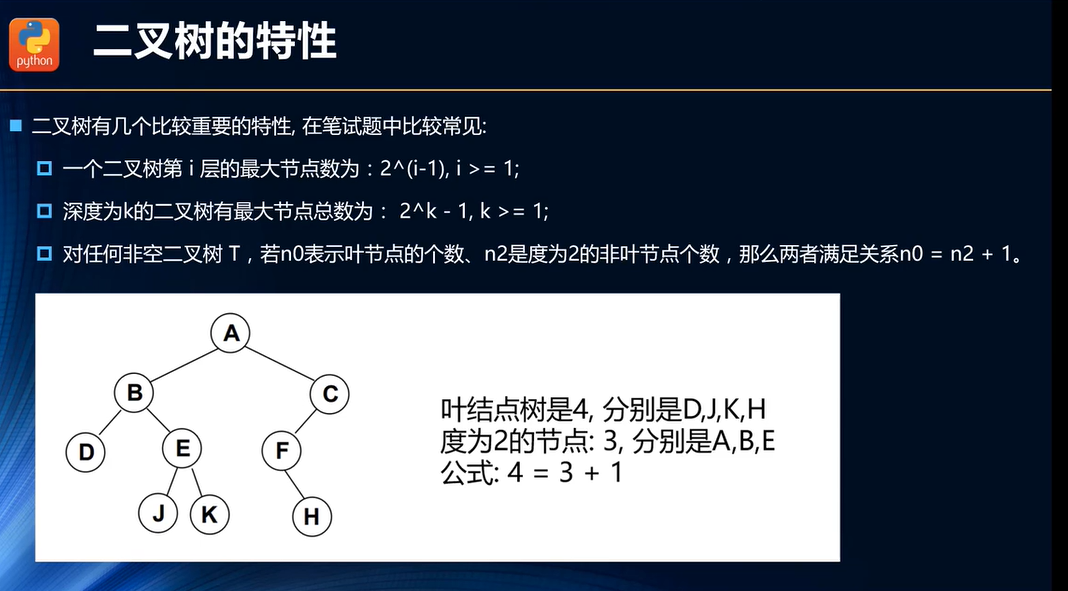 python
二叉树的特性
二叉树有几个比较重要的特性, 在笔试题中比较常见:
一个二叉树第 i 层的最大节点数为：2^(i-1), i >= 1;
深度为k的二叉树有最大节点总数为： 2^k - 1, k >= 1;
对任何非空二叉树 T，若n0表示叶节点的个数、n2是度为2的非叶节点个数，那么两者满足关系n0 = n2 + 1。
A
B C
D E F
J K H
叶结点树是4, 分别是D,J,K,H
度为2的节点: 3, 分别是A,B,E
公式: 4 = 3 + 1